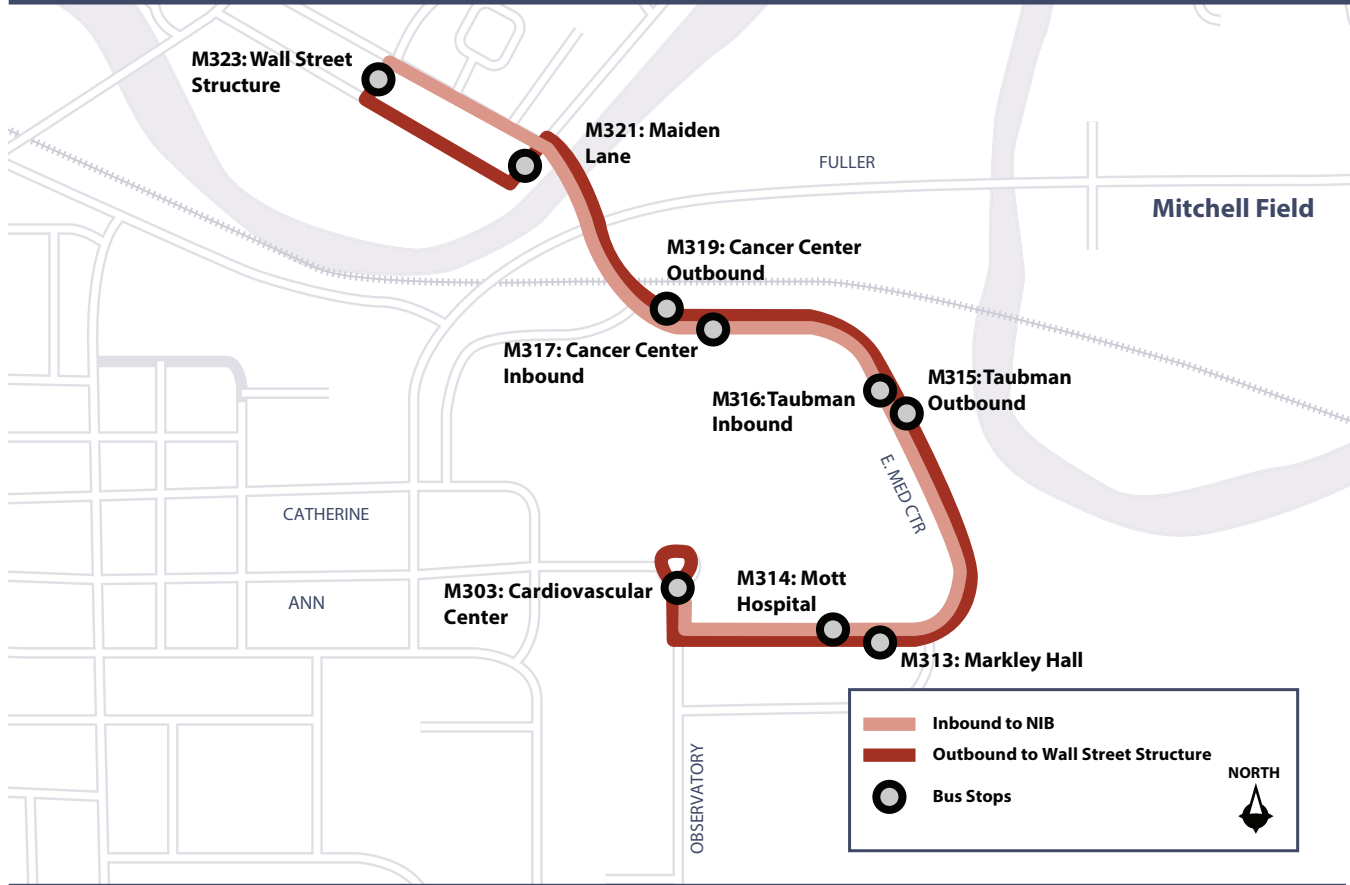 M323: Wall Street
Structure
M321: Maiden
Lane
FULLER
Mitchell Field
M319: Cancer Center
Outbound
M317: Cancer Center
Inbound
M315: Taubman
Outbound
M316: Taubman
Inbound
E. MED CTR
CATHERINE
ANN
M303: Cardiovascular
Center
M314: Mott
Hospital
M313: Markley Hall
OBSERVATORY
Inbound to NIB
Outbound to Wall Street Structure
Bus Stops
NORTH